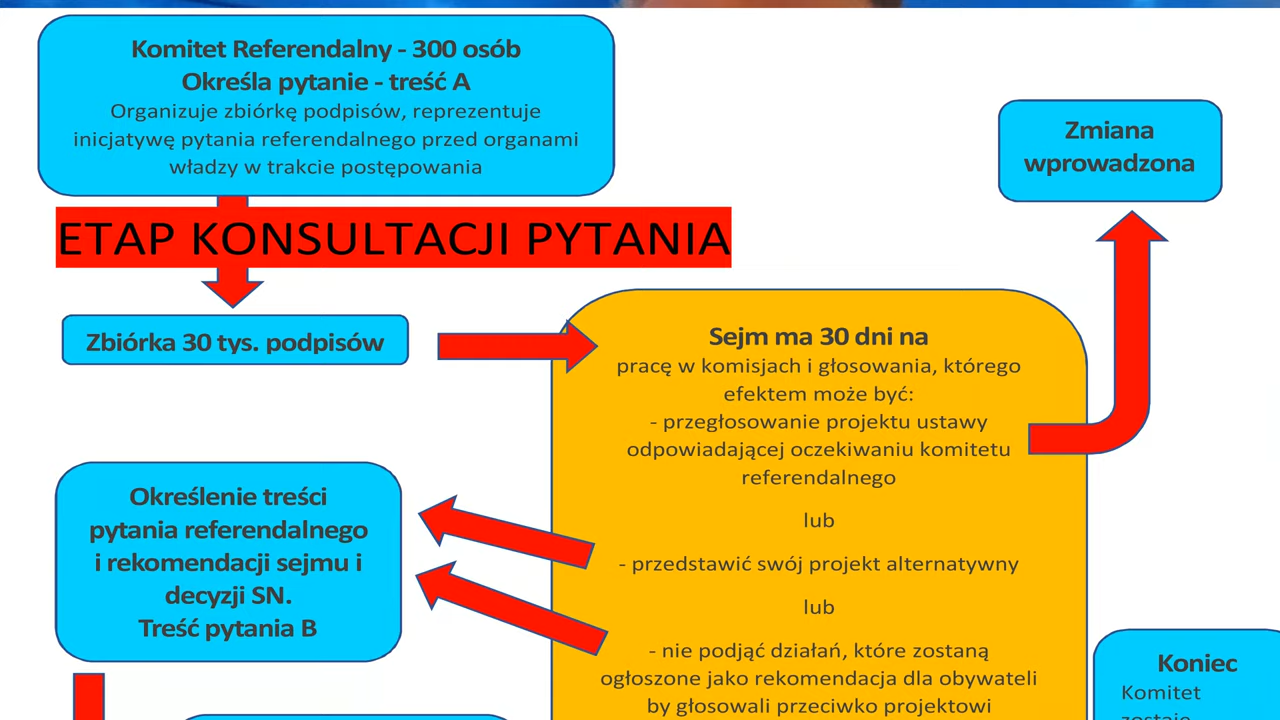 Komitet Referendalny - 300 osób
Określa pytanie - treść A
Organizuje zbiórkę podpisów, reprezentuje
inicjatywę pytania referendalnego przed organami
władzy w trakcie postępowania
Zmiana
wprowadzona
ETAP KONSULTACJI PYTANIA
Zbiórka 30 tys. podpisów
Sejm ma 30 dni na
pracę w komisjach i głosowania, którego
efektem może być:
- przegłosowanie projektu ustawy
odpowiadającej oczekiwaniu komitetu
referendalnego
lub
- przedstawić swój projekt alternatywny
lub
- nie podjąć działań, które zostaną
ogłoszone jako rekomendacja dla obywateli
by głosowali przeciwko projektowi
Określenie treści
pytania referendalnego
i rekomendacji sejmu i
decyzji SN.
Treść pytania B
Koniec
Komitet
zostaje